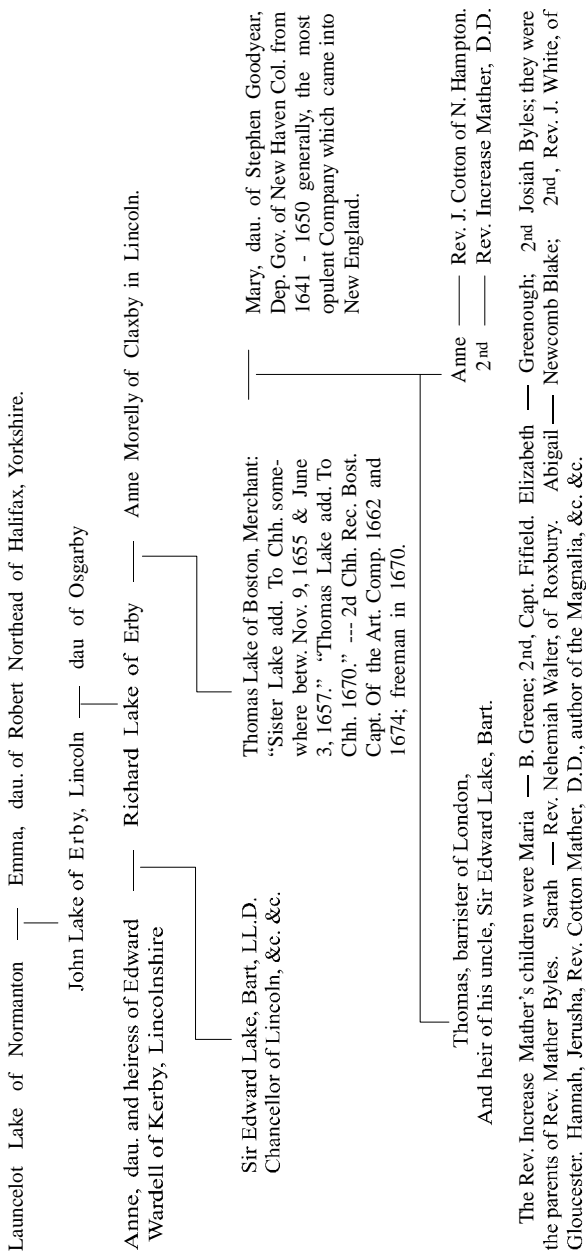 Launcelot Lake of Normanton — Emma, dau. of Robert Northead of Halifax, Yorkshire.
John Lake of Erby, Lincoln — dau of Osgarby
Anne, dau. and heiress of Edward
Wardell of Kerby, Lincolnshire
— Richard Lake of Erby — Anne Morelly of Claxby in Lincoln.
Sir Edward Lake, Bart, LL.D.
Chancellor of Lincoln, &c. &c.
Thomas Lake of Boston, Merchant:
“Sister Lake add. To Chh. some-
where betw. Nov. 9, 1655 & June
3, 1657.” “Thomas Lake add. To
Chh. 1670.” --- 2d Chh. Rec. Bost.
Capt. Of the Art. Comp. 1662 and
1674; freeman in 1670.
—
Mary, dau. of Stephen Goodyear,
Dep. Gov. of New Haven Col. from
1641 - 1650 generally, the most
opulent Company which came into
New England.
Thomas, barrister of London,
And heir of his uncle, Sir Edward Lake, Bart.
Anne — Rev. J. Cotton of N. Hampton.
2nd — Rev. Increase Mather, D.D.
The Rev. Increase Mather’s children were Maria — B. Greene; 2nd, Capt. Fifield. Elizabeth — Greenough; 2nd Josiah Byles; they were
the parents of Rev. Mather Byles. Sarah — Rev. Nehemiah Walter, of Roxbury. Abigail — Newcomb Blake; 2nd, Rev. J. White, of
Gloucester. Hannah, Jerusha, Rev. Cotton Mather, D.D., author of the Magnalia, &c. &c.